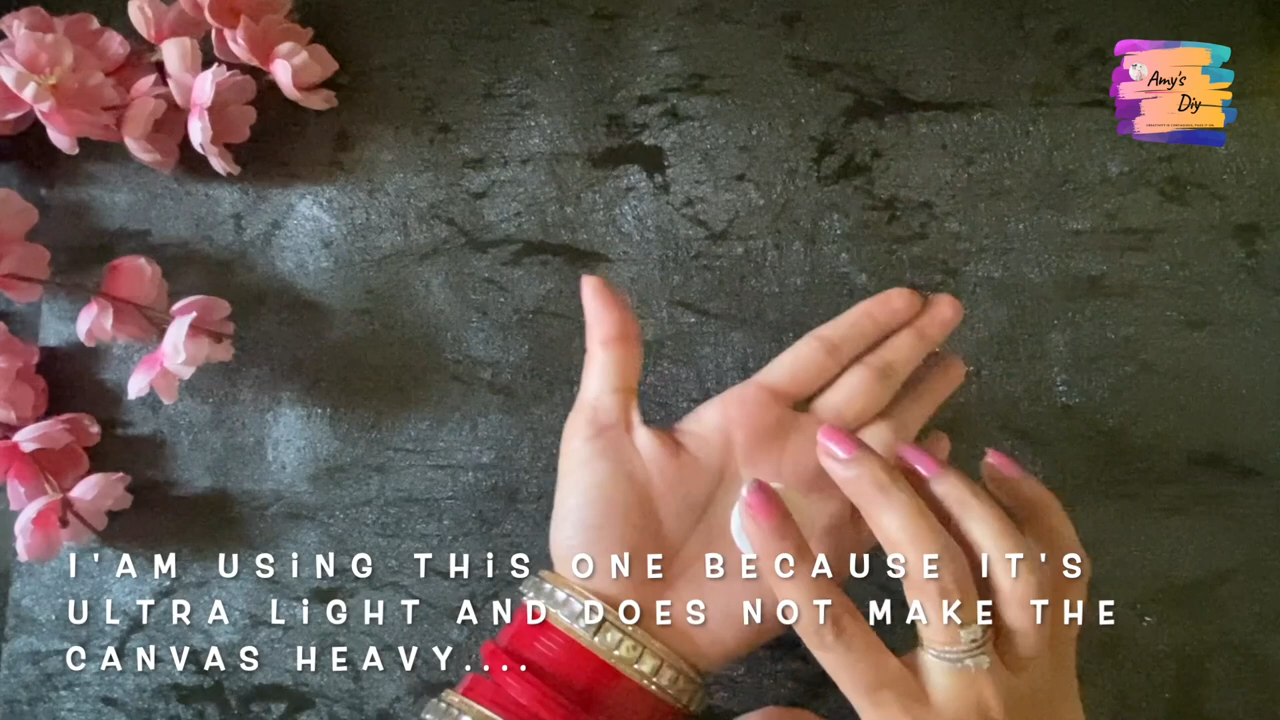 Amy's
Diy
I'AM USiNG THiS ONE BECAUSE IT'S
ULTRA LiGHT AND DOES NOT MAKE THE
CANVAS HEAVY....